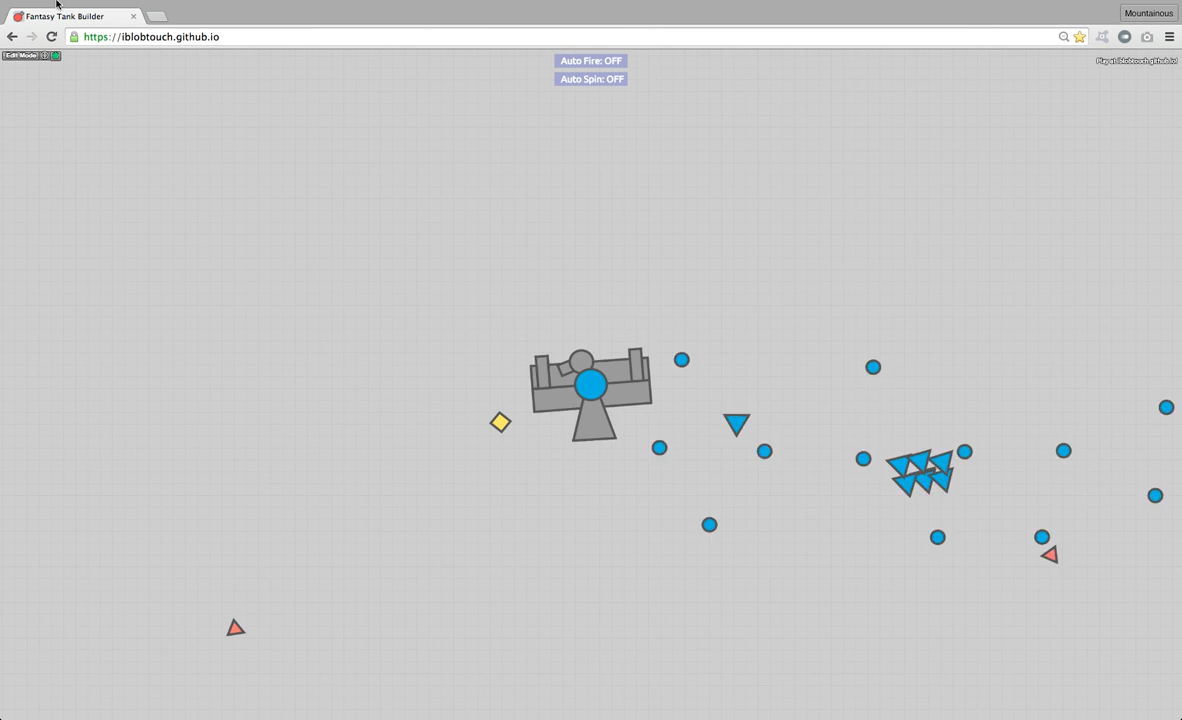 Fantasy Tank Builder
Mountainous
https://iblobtouch.github.io
Edit Mode
Auto Fire: OFF
Play at iblobtouch.github.io!
Auto Spin: OFF